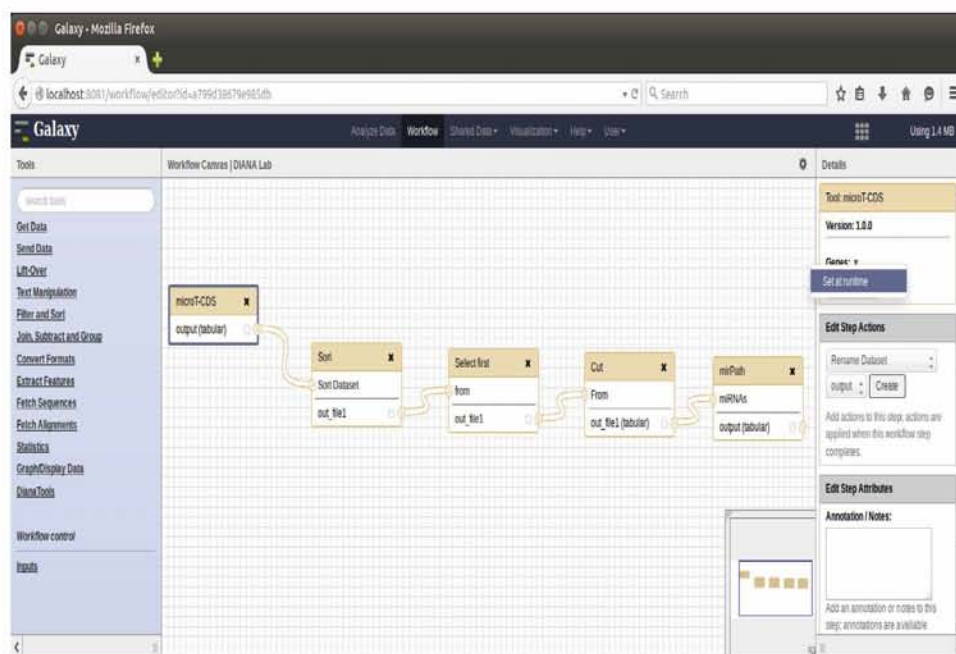 Galaxy - Mozilla Firefox
Galaxy
localhost:8081/workflow/editor?id=a799d38679e985db
Search
Galaxy
Analyze Data Workflow Shared Data Visualization Help User
Using 1.4 MB
Tools
search tools
Get Data
Send Data
Lift-Over
Text Manipulation
Filter and Sort
Join, Subtract and Group
Convert Formats
Extract Features
Fetch Sequences
Fetch Alignments
Statistics
Graph/Display Data
DianaTools
Workflow control
Inputs
Workflow Canvas | DIANA Lab
microT-CDS
output (tabular)
Sort
Sort Dataset
out_file1
Select first
from
out_file1
Cut
From
out_file1 (tabular)
mirPath
miRNAs
output (tabular)
Details
Tool: microT-CDS
Version: 1.0.0
Genes:
Set at runtime
Edit Step Actions
Rename Dataset
output Create
Add actions to this step; actions are
applied when this workflow step
completes.
Edit Step Attributes
Annotation / Notes:
Add an annotation or notes to this
step; annotations are available